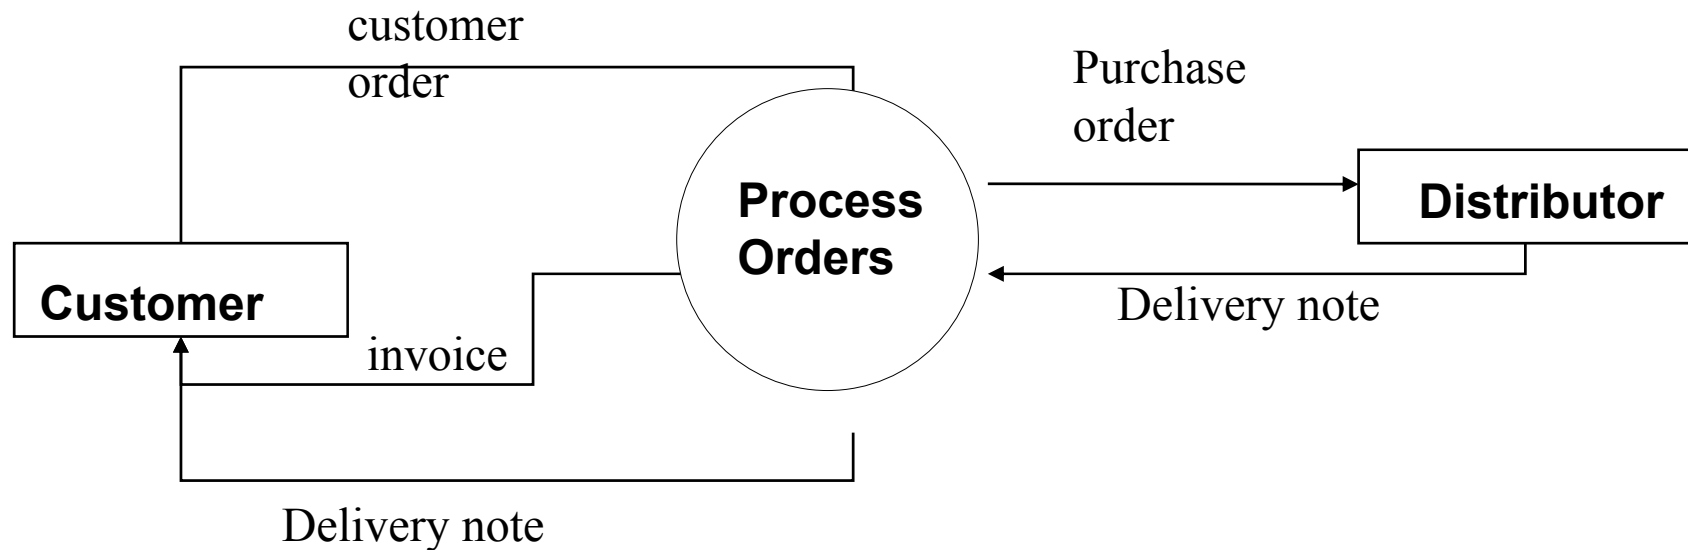 customer
order
Purchase
order
Process
Orders
Distributor
Customer
Delivery note
invoice
Delivery note